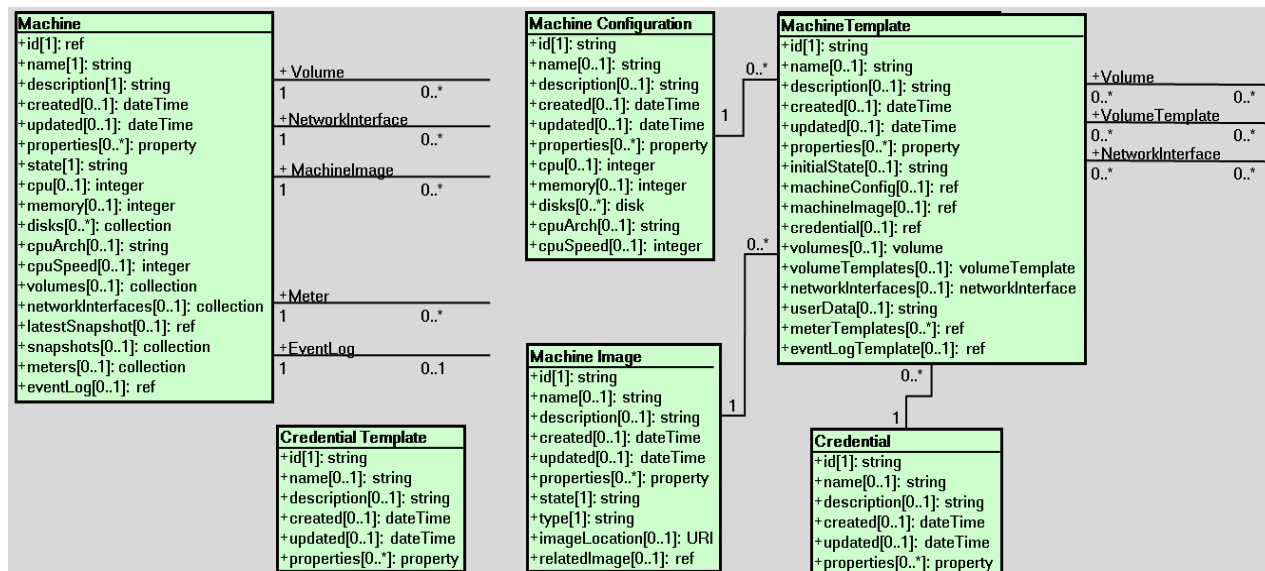 Machine
+id[1]: ref
+name[1]: string
+description[1]: string
+created[0..1]: dateTime
+updated[0..1]: dateTime
+properties[0..*]: property
+state[1]: string
+cpu[0..1]: integer
+memory[0..1]: integer
+disks[0..*]: collection
+cpuArch[0..1]: string
+cpuSpeed[0..1]: integer
+volumes[0..1]: collection
+networkInterfaces[0..1]: collection
+latestSnapshot[0..1]: ref
+snapshots[0..1]: collection
+meters[0..1]: collection
+eventLog[0..1]: ref
+ Volume
1 0..*
+NetworkInterface
1 0..*
+ MachineImage
1 0..*
+Meter
1 0..*
+EventLog
1 0..1
Machine Configuration
+id[1]: string
+name[0..1]: string
+description[0..1]: string
+created[0..1]: dateTime
+updated[0..1]: dateTime
+properties[0..*]: property
+cpu[0..1]: integer
+memory[0..1]: integer
+disks[0..*]: disk
+cpuArch[0..1]: string
+cpuSpeed[0..1]: integer
0..*
1
MachineTemplate
+id[1]: string
+name[0..1]: string
+description[0..1]: string
+created[0..1]: dateTime
+updated[0..1]: dateTime
+properties[0..*]: property
+initialState[0..1]: string
+machineConfig[0..1]: ref
+machineImage[0..1]: ref
+credential[0..1]: ref
+volumes[0..1]: volume
+volumeTemplates[0..1]: volumeTemplate
+networkInterfaces[0..1]: networkInterface
+userData[0..1]: string
+meterTemplates[0..*]: ref
+eventLogTemplate[0..1]: ref
+Volume
0..* 0..*
+VolumeTemplate
0..* 0..*
+NetworkInterface
0..* 0..*
0..*
1
Machine Image
+id[1]: string
+name[0..1]: string
+description[0..1]: string
+created[0..1]: dateTime
+updated[0..1]: dateTime
+properties[0..*]: property
+state[1]: string
+type[1]: string
+imageLocation[0..1]: URI
+relatedImage[0..1]: ref
0..*
1
Credential Template
+id[1]: string
+name[0..1]: string
+description[0..1]: string
+created[0..1]: dateTime
+updated[0..1]: dateTime
+properties[0..*]: property
Credential
+id[1]: string
+name[0..1]: string
+description[0..1]: string
+created[0..1]: dateTime
+updated[0..1]: dateTime
+properties[0..*]: property